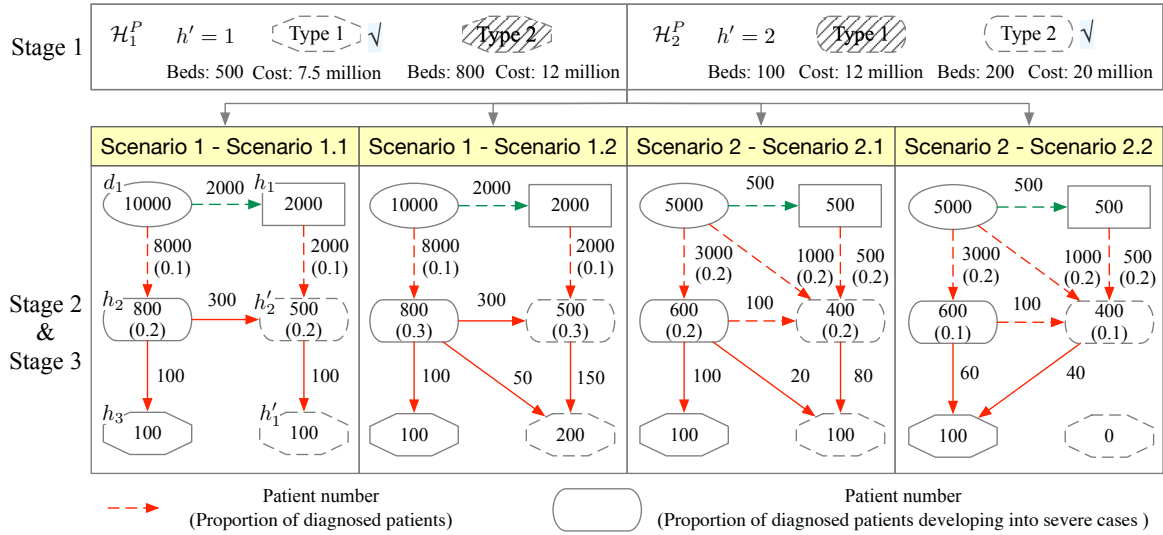 Stage 1
H₁ᴾ h′ = 1 Type 1 √ Type 2
Beds: 500 Cost: 7.5 million Beds: 800 Cost: 12 million
H₂ᴾ h′ = 2 Type 1 Type 2 √
Beds: 100 Cost: 12 million Beds: 200 Cost: 20 million
Stage 2
&
Stage 3
Scenario 1 - Scenario 1.1
d₁ 10000 2000 h₁ 2000
8000
(0.1)
2000
(0.1)
h₂ 800
(0.2)
300
h′₂ 500
(0.2)
100 100
h₃ 100 h′₁ 100
Scenario 1 - Scenario 1.2
10000 2000 2000
8000
(0.1)
2000
(0.1)
800
(0.3)
300
500
(0.3)
100 50 150
100 200
Scenario 2 - Scenario 2.1
5000 500 500
3000
(0.2)
1000
(0.2)
500
(0.2)
600
(0.2)
100
400
(0.2)
100 20 80
100 100
Scenario 2 - Scenario 2.2
5000 500 500
3000
(0.2)
1000
(0.2)
500
(0.2)
600
(0.1)
100
400
(0.1)
60 40
100 0
Patient number
(Proportion of diagnosed patients)
Patient number
(Proportion of diagnosed patients developing into severe cases )